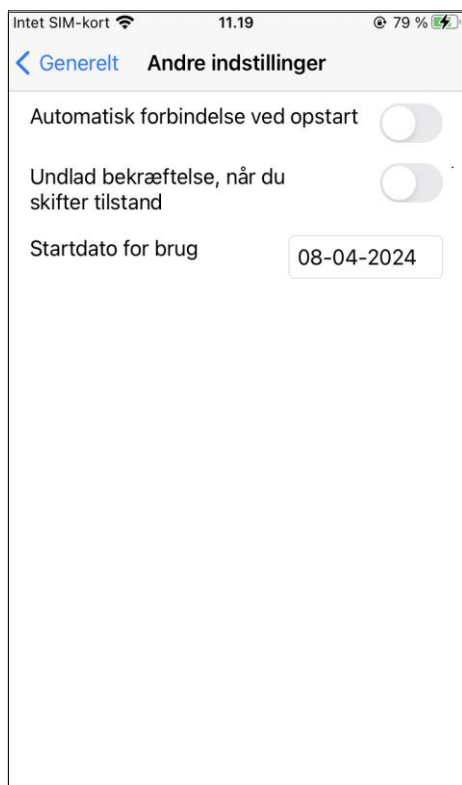 Intet SIM-kort 11.19 79 %
Generelt Andre indstillinger
Automatisk forbindelse ved opstart
Undlad bekræftelse, når du
skifter tilstand
Startdato for brug 08-04-2024